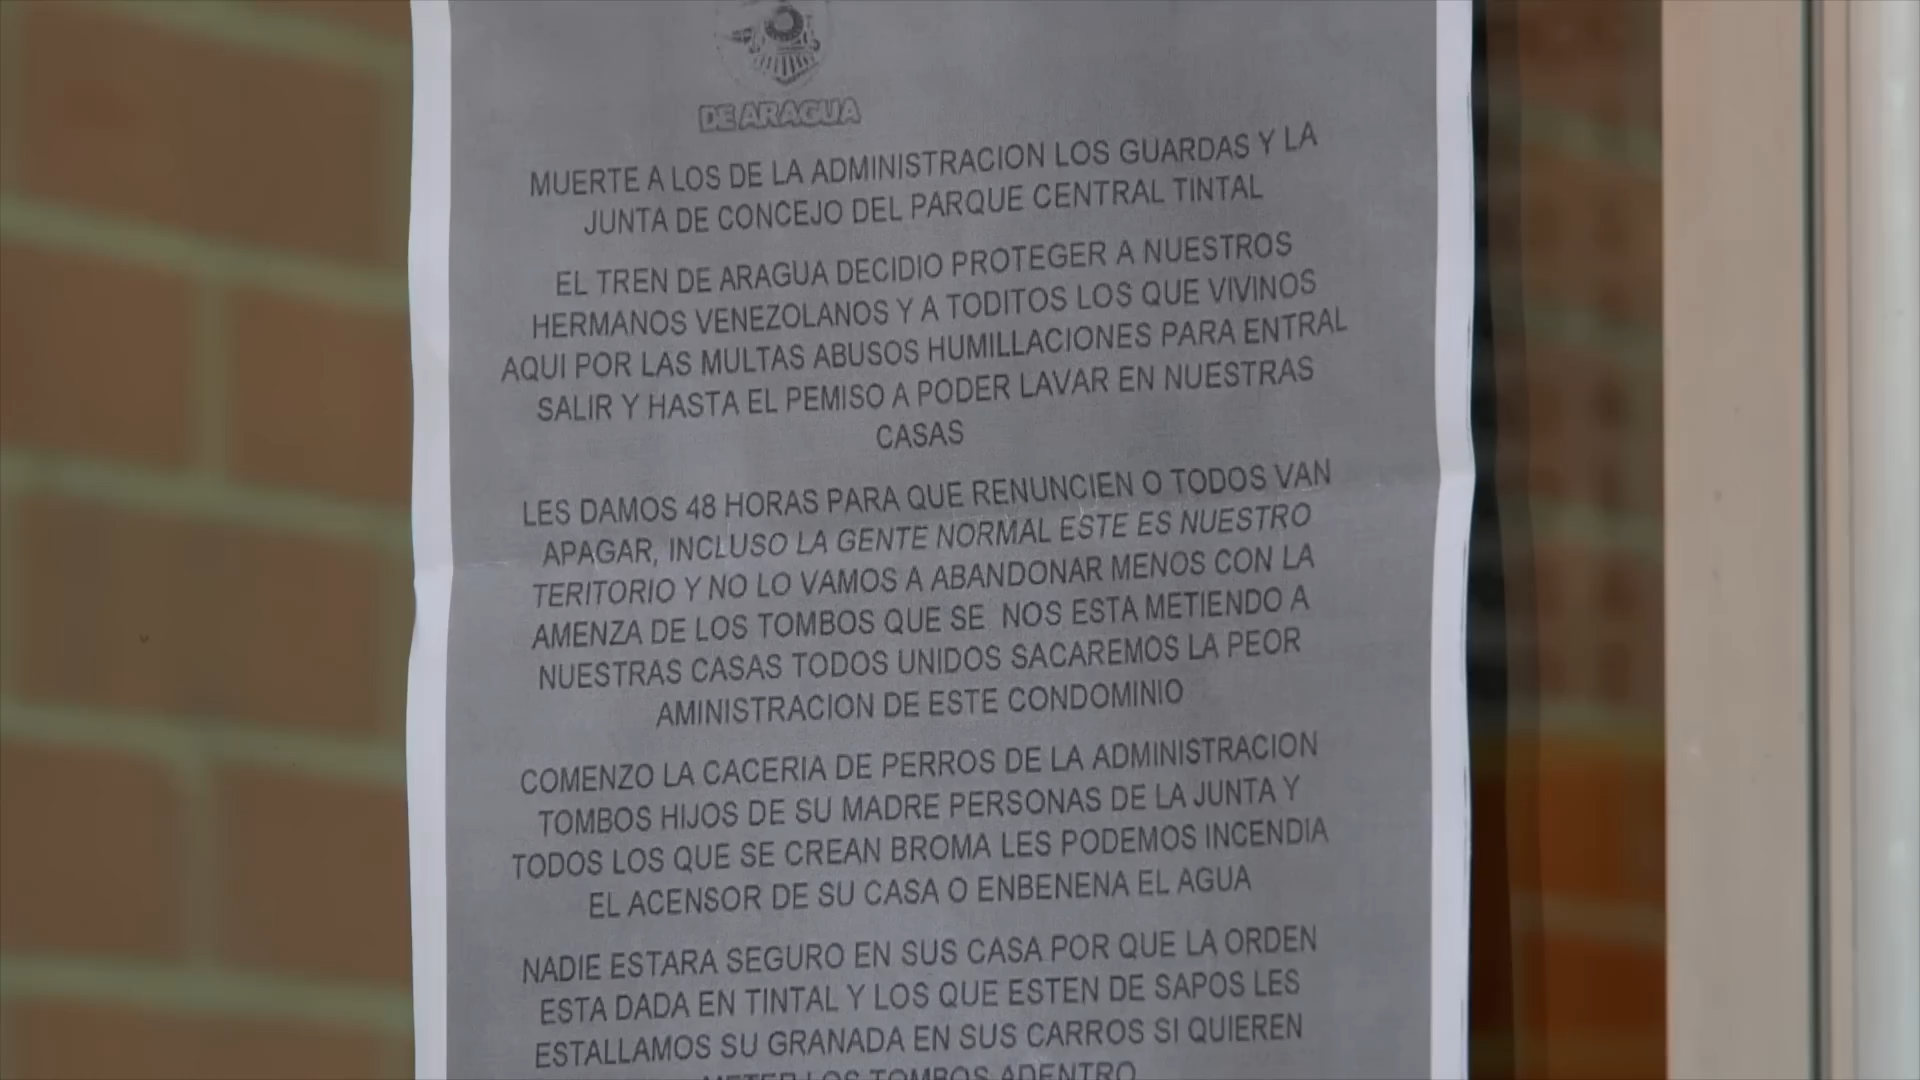 DE ARAGUA
MUERTE A LOS DE LA ADMINISTRACION LOS GUARDAS Y LA
JUNTA DE CONCEJO DEL PARQUE CENTRAL TINTAL
EL TREN DE ARAGUA DECIDIO PROTEGER A NUESTROS
HERMANOS VENEZOLANOS Y A TODITOS LOS QUE VIVINOS
AQUI POR LAS MULTAS ABUSOS HUMILLACIONES PARA ENTRAL
SALIR Y HASTA EL PEMISO A PODER LAVAR EN NUESTRAS
CASAS
LES DAMOS 48 HORAS PARA QUE RENUNCIEN O TODOS VAN
APAGAR, INCLUSO LA GENTE NORMAL ESTE ES NUESTRO
TERITORIO Y NO LO VAMOS A ABANDONAR MENOS CON LA
AMENZA DE LOS TOMBOS QUE SE NOS ESTA METIENDO A
NUESTRAS CASAS TODOS UNIDOS SACAREMOS LA PEOR
AMINISTRACION DE ESTE CONDOMINIO
COMENZO LA CACERIA DE PERROS DE LA ADMINISTRACION
TOMBOS HIJOS DE SU MADRE PERSONAS DE LA JUNTA Y
TODOS LOS QUE SE CREAN BROMA LES PODEMOS INCENDIA
EL ACENSOR DE SU CASA O ENBENENA EL AGUA
NADIE ESTARA SEGURO EN SUS CASA POR QUE LA ORDEN
ESTA DADA EN TINTAL Y LOS QUE ESTEN DE SAPOS LES
ESTALLAMOS SU GRANADA EN SUS CARROS SI QUIEREN
METER LOS TOMBOS ADENTRO